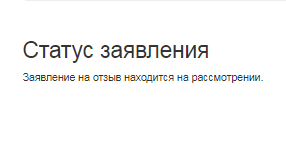 Статус заявления
Заявление на отзыв находится на рассмотрении.